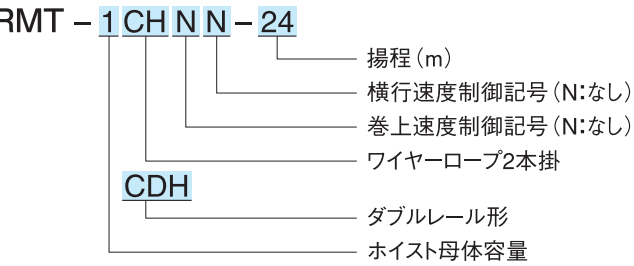 RMT – 1 CH N N – 24
揚程（m）
横行速度制御記号（N：なし）
巻上速度制御記号（N：なし）
ワイヤーロープ2本掛
CDH
ダブルレール形
ホイスト母体容量